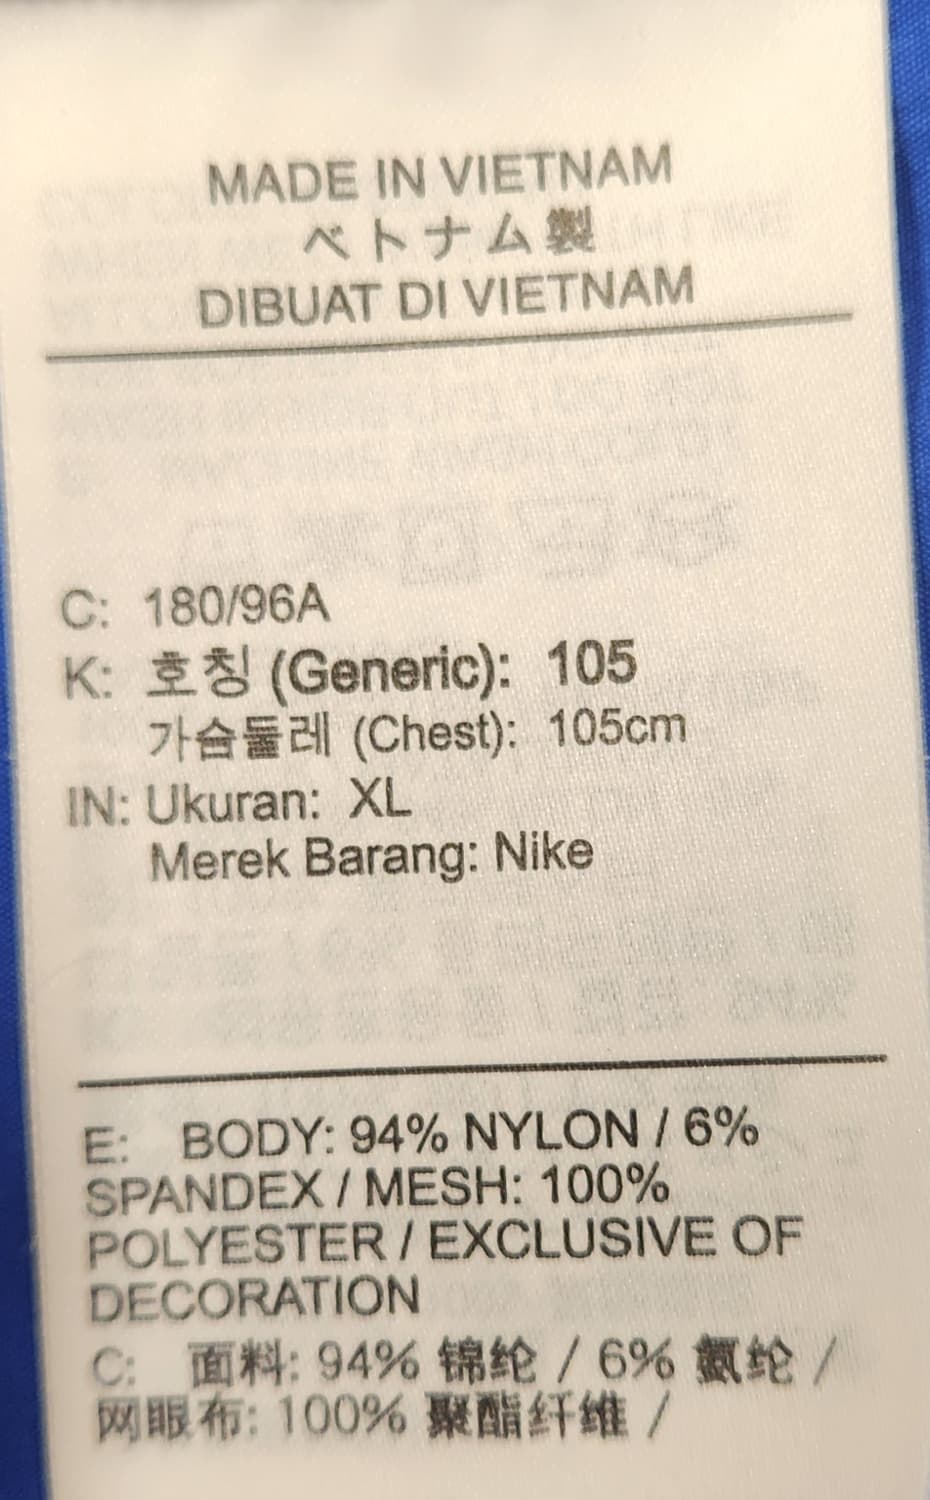 MADE IN VIETNAM
ベトナム製
DIBUAT DI VIETNAM
C: 180/96A
K: 호칭 (Generic): 105
가슴둘레 (Chest): 105cm
IN: Ukuran: XL
Merek Barang: Nike
E: BODY: 94% NYLON / 6%
SPANDEX / MESH: 100%
POLYESTER / EXCLUSIVE OF
DECORATION
C: 面料: 94% 锦纶 / 6% 氨纶 /
网眼布: 100% 聚酯纤维 /